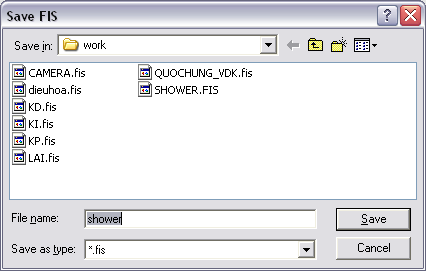 Save FIS
Save in: work
CAMERA.fis
dieuhoa.fis
KD.fis
KI.fis
KP.fis
LAI.fis
QUOCHUNG_VDK.fis
SHOWER.FIS
File name: shower Save
Save as type: *.fis Cancel